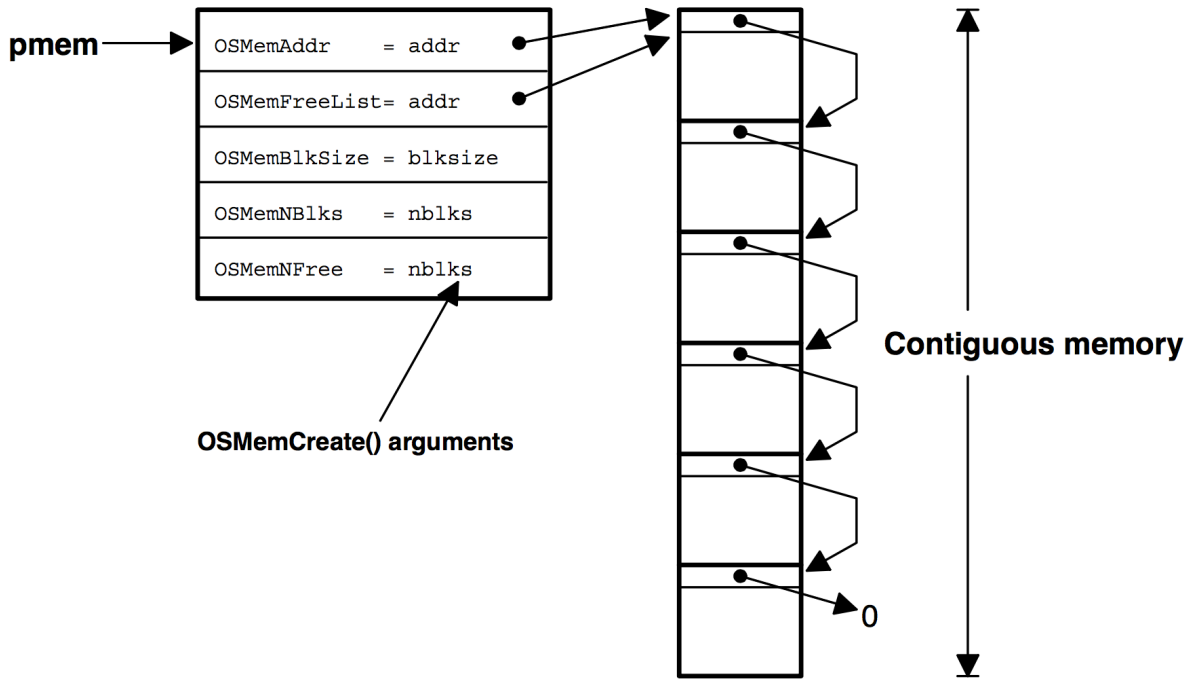 pmem
OSMemAddr    = addr
OSMemFreeList= addr
OSMemBlkSize = blksize
OSMemNBlks   = nblks
OSMemNFree   = nblks
OSMemCreate() arguments
Contiguous memory
0